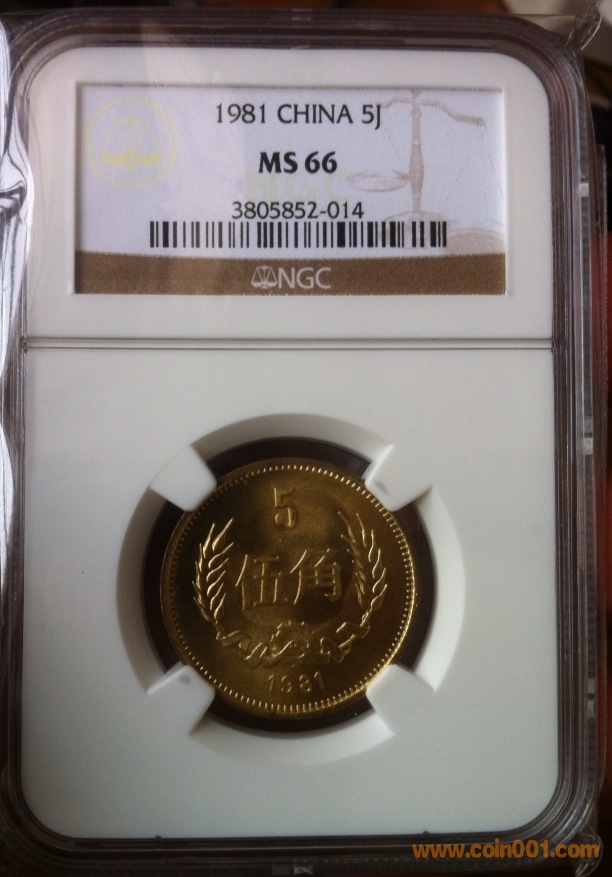 1981 CHINA 5J
MS 66
3805852-014
NGC
5
伍角
1981
www.coin001.com